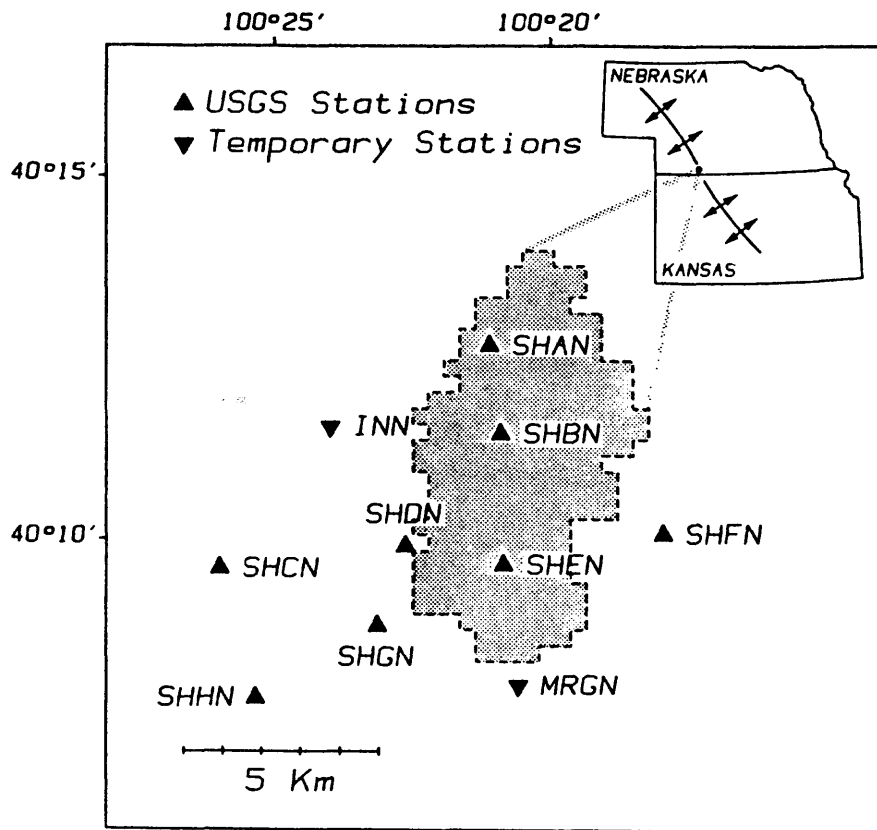 100°25' 100°20'
NEBRASKA
▲ USGS Stations
▼ Temporary Stations
40°15'
KANSAS
SHAN
INN
SHBN
SHDN
40°10'
SHFN
SHCN
SHEN
SHGN
SHHN
MRGN
5 Km